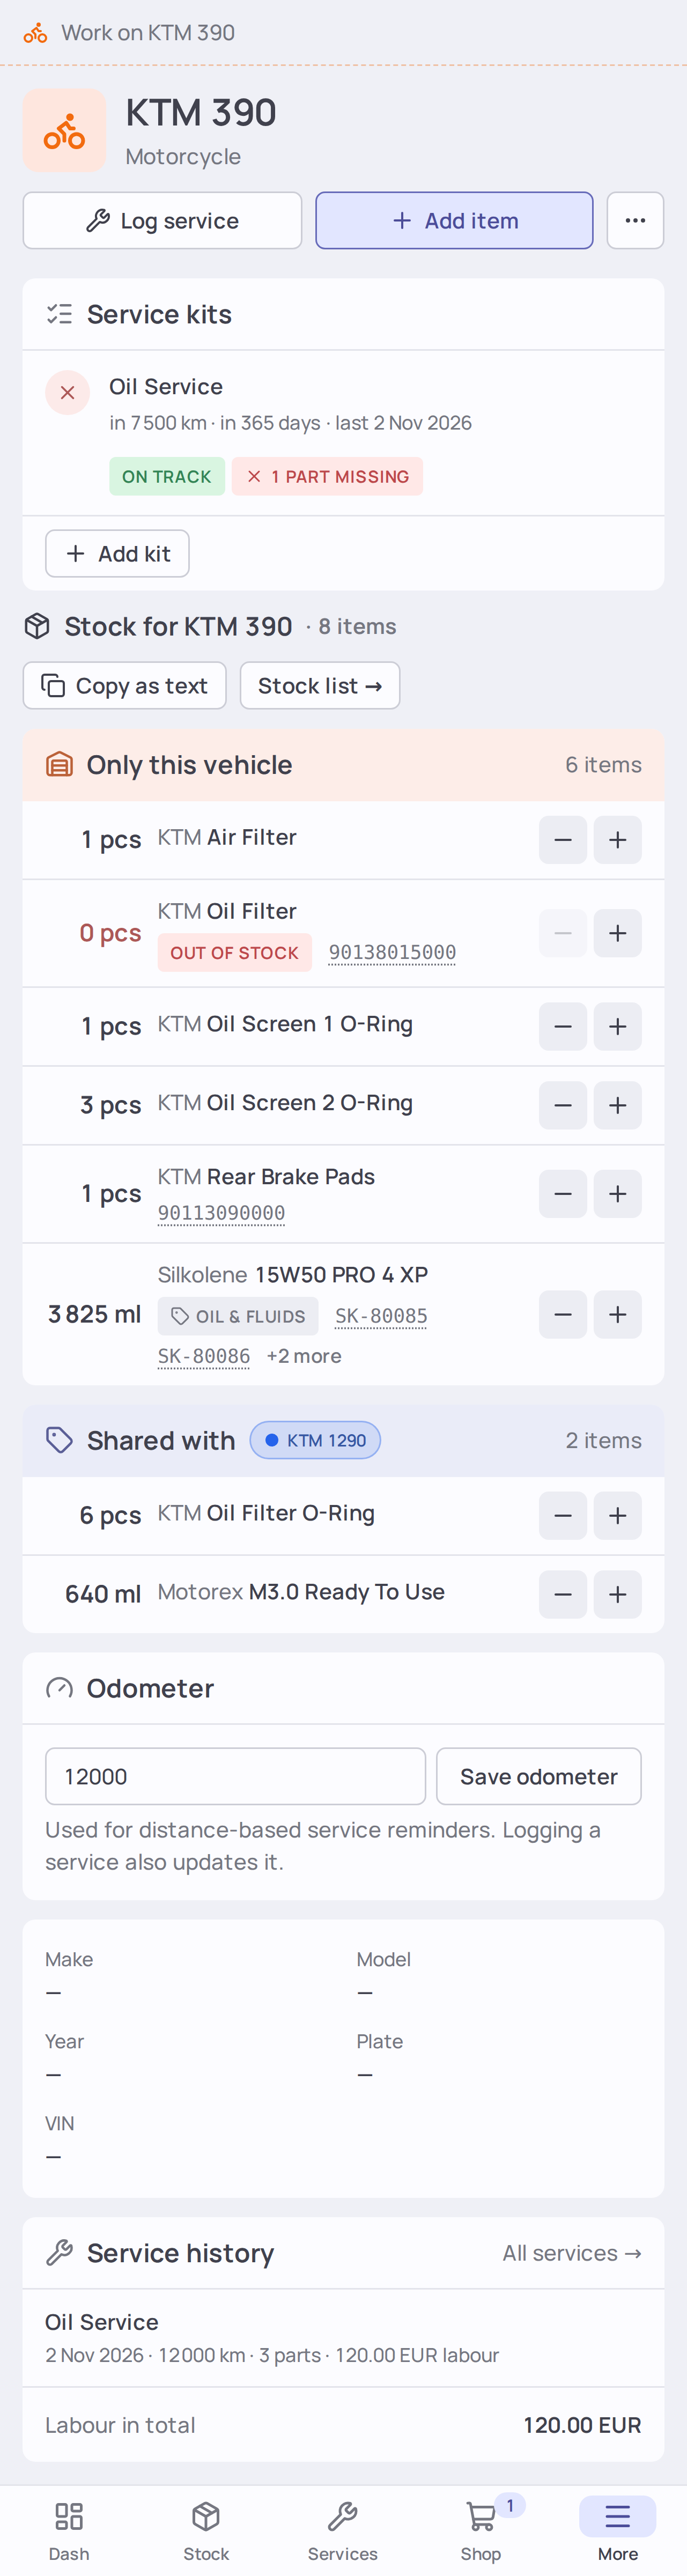 Work on KTM 390
KTM 390
Motorcycle
Log service
+ Add item
...
Service kits
Oil Service
in 7 500 km · in 365 days · last 2 Nov 2026
ON TRACK
× 1 PART MISSING
+ Add kit
Stock for KTM 390 · 8 items
Copy as text
Stock list →
Only this vehicle 6 items
1 pcs KTM Air Filter − +
0 pcs KTM Oil Filter − +
OUT OF STOCK 90138015000
1 pcs KTM Oil Screen 1 O-Ring − +
3 pcs KTM Oil Screen 2 O-Ring − +
1 pcs KTM Rear Brake Pads − +
90113090000
3 825 ml Silkolene 15W50 PRO 4 XP − +
OIL & FLUIDS SK-80085
SK-80086 +2 more
Shared with KTM 1290 2 items
6 pcs KTM Oil Filter O-Ring − +
640 ml Motorex M3.0 Ready To Use − +
Odometer
12000
Save odometer
Used for distance-based service reminders. Logging a
service also updates it.
Make Model
– –
Year Plate
– –
VIN
–
Service history All services →
Oil Service
2 Nov 2026 · 12 000 km · 3 parts · 120.00 EUR labour
Labour in total 120.00 EUR
1
Dash Stock Services Shop More